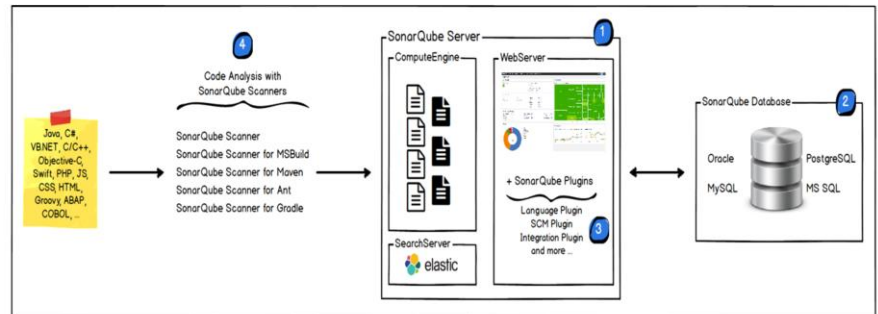 Java, C#,
VB.NET, C/C++,
Objective-C,
Swift, PHP, JS,
CSS, HTML,
Groovy, ABAP,
COBOL, ...
4
Code Analysis with
SonarQube Scanners
SonarQube Scanner
SonarQube Scanner for MSBuild
SonarQube Scanner for Maven
SonarQube Scanner for Ant
SonarQube Scanner for Gradle
SonarQube Server
1
ComputeEngine
SearchServer
elastic
WebServer
+ SonarQube Plugins
Language Plugin
SCM Plugin
Integration Plugin
and more ...
3
SonarQube Database
2
Oracle
PostgreSQL
MySQL
MS SQL